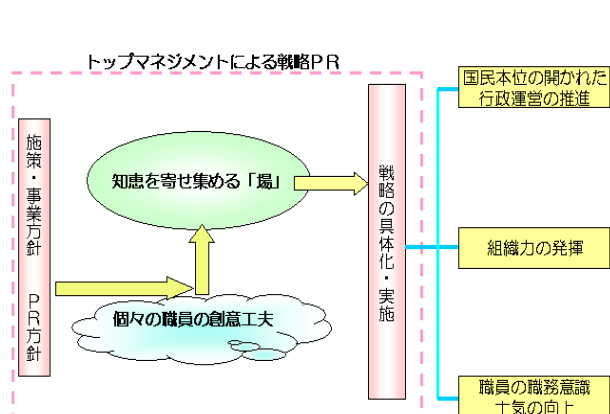 トップマネジメントによる戦略PR
国民本位の開かれた
行政運営の推進
施策・事業方針　PR方針
知恵を寄せ集める「場」
戦略の具体化・実施
組織力の発揮
個々の職員の創意工夫
職員の職務意識
士気の向上